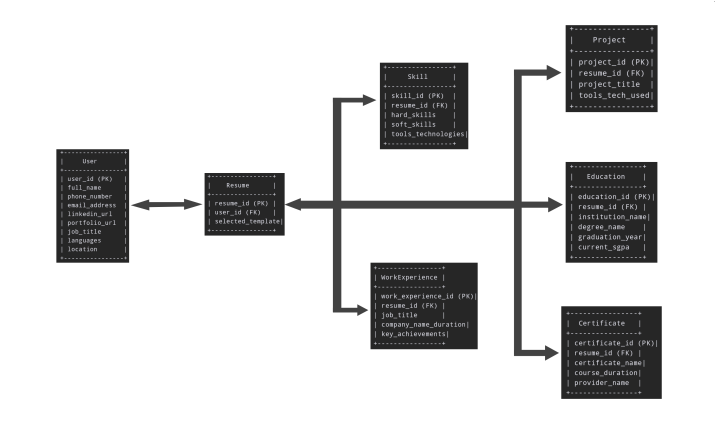 User
user_id (PK)
full_name
phone_number
email_address
linkedin_url
portfolio_url
job_title
languages
location
Resume
resume_id (PK)
user_id (FK)
selected_template
Skill
skill_id (PK)
resume_id (FK)
hard_skills
soft_skills
tools_technologies
WorkExperience
work_experience_id (PK)
resume_id (FK)
job_title
company_name_duration
key_achievements
Project
project_id (PK)
resume_id (FK)
project_title
tools_tech_used
Education
education_id (PK)
resume_id (FK)
institution_name
degree_name
graduation_year
current_sgpa
Certificate
certificate_id (PK)
resume_id (FK)
certificate_name
course_duration
provider_name